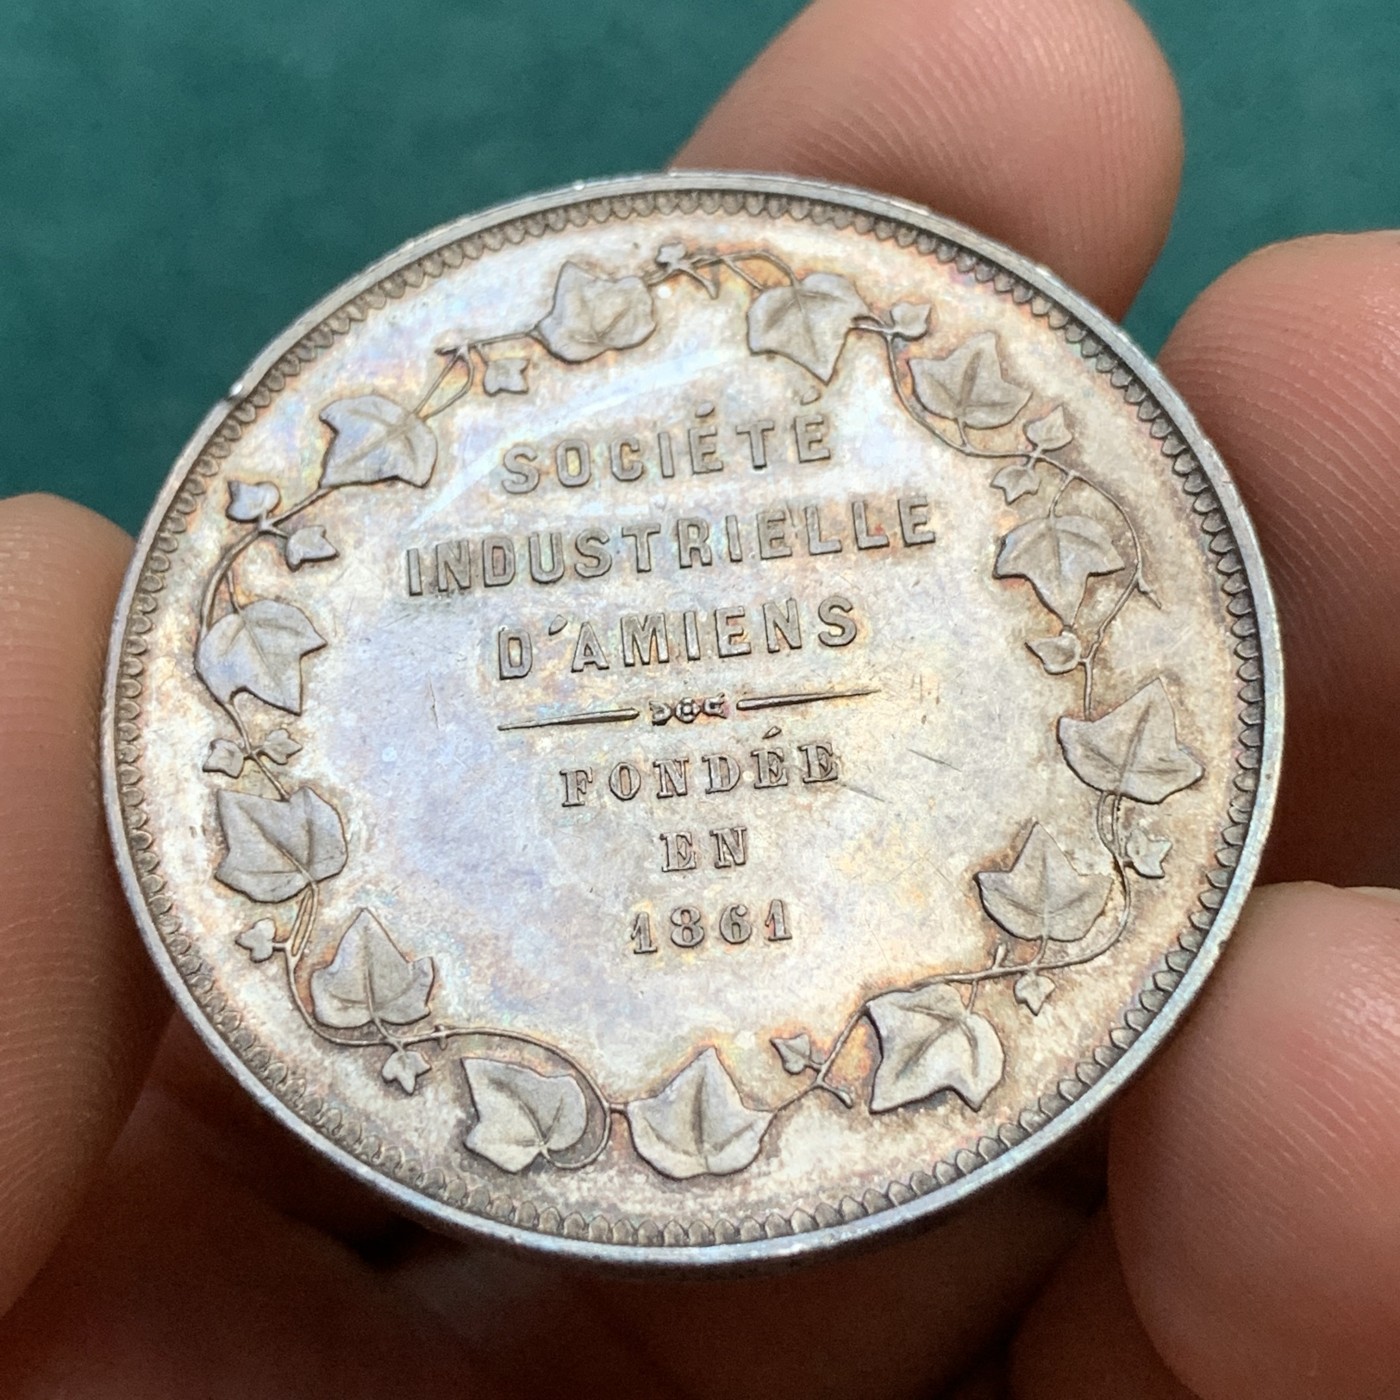 SOCIÉTÉ
INDUSTRIELLE
D'AMIENS
FONDÉE
EN
1861